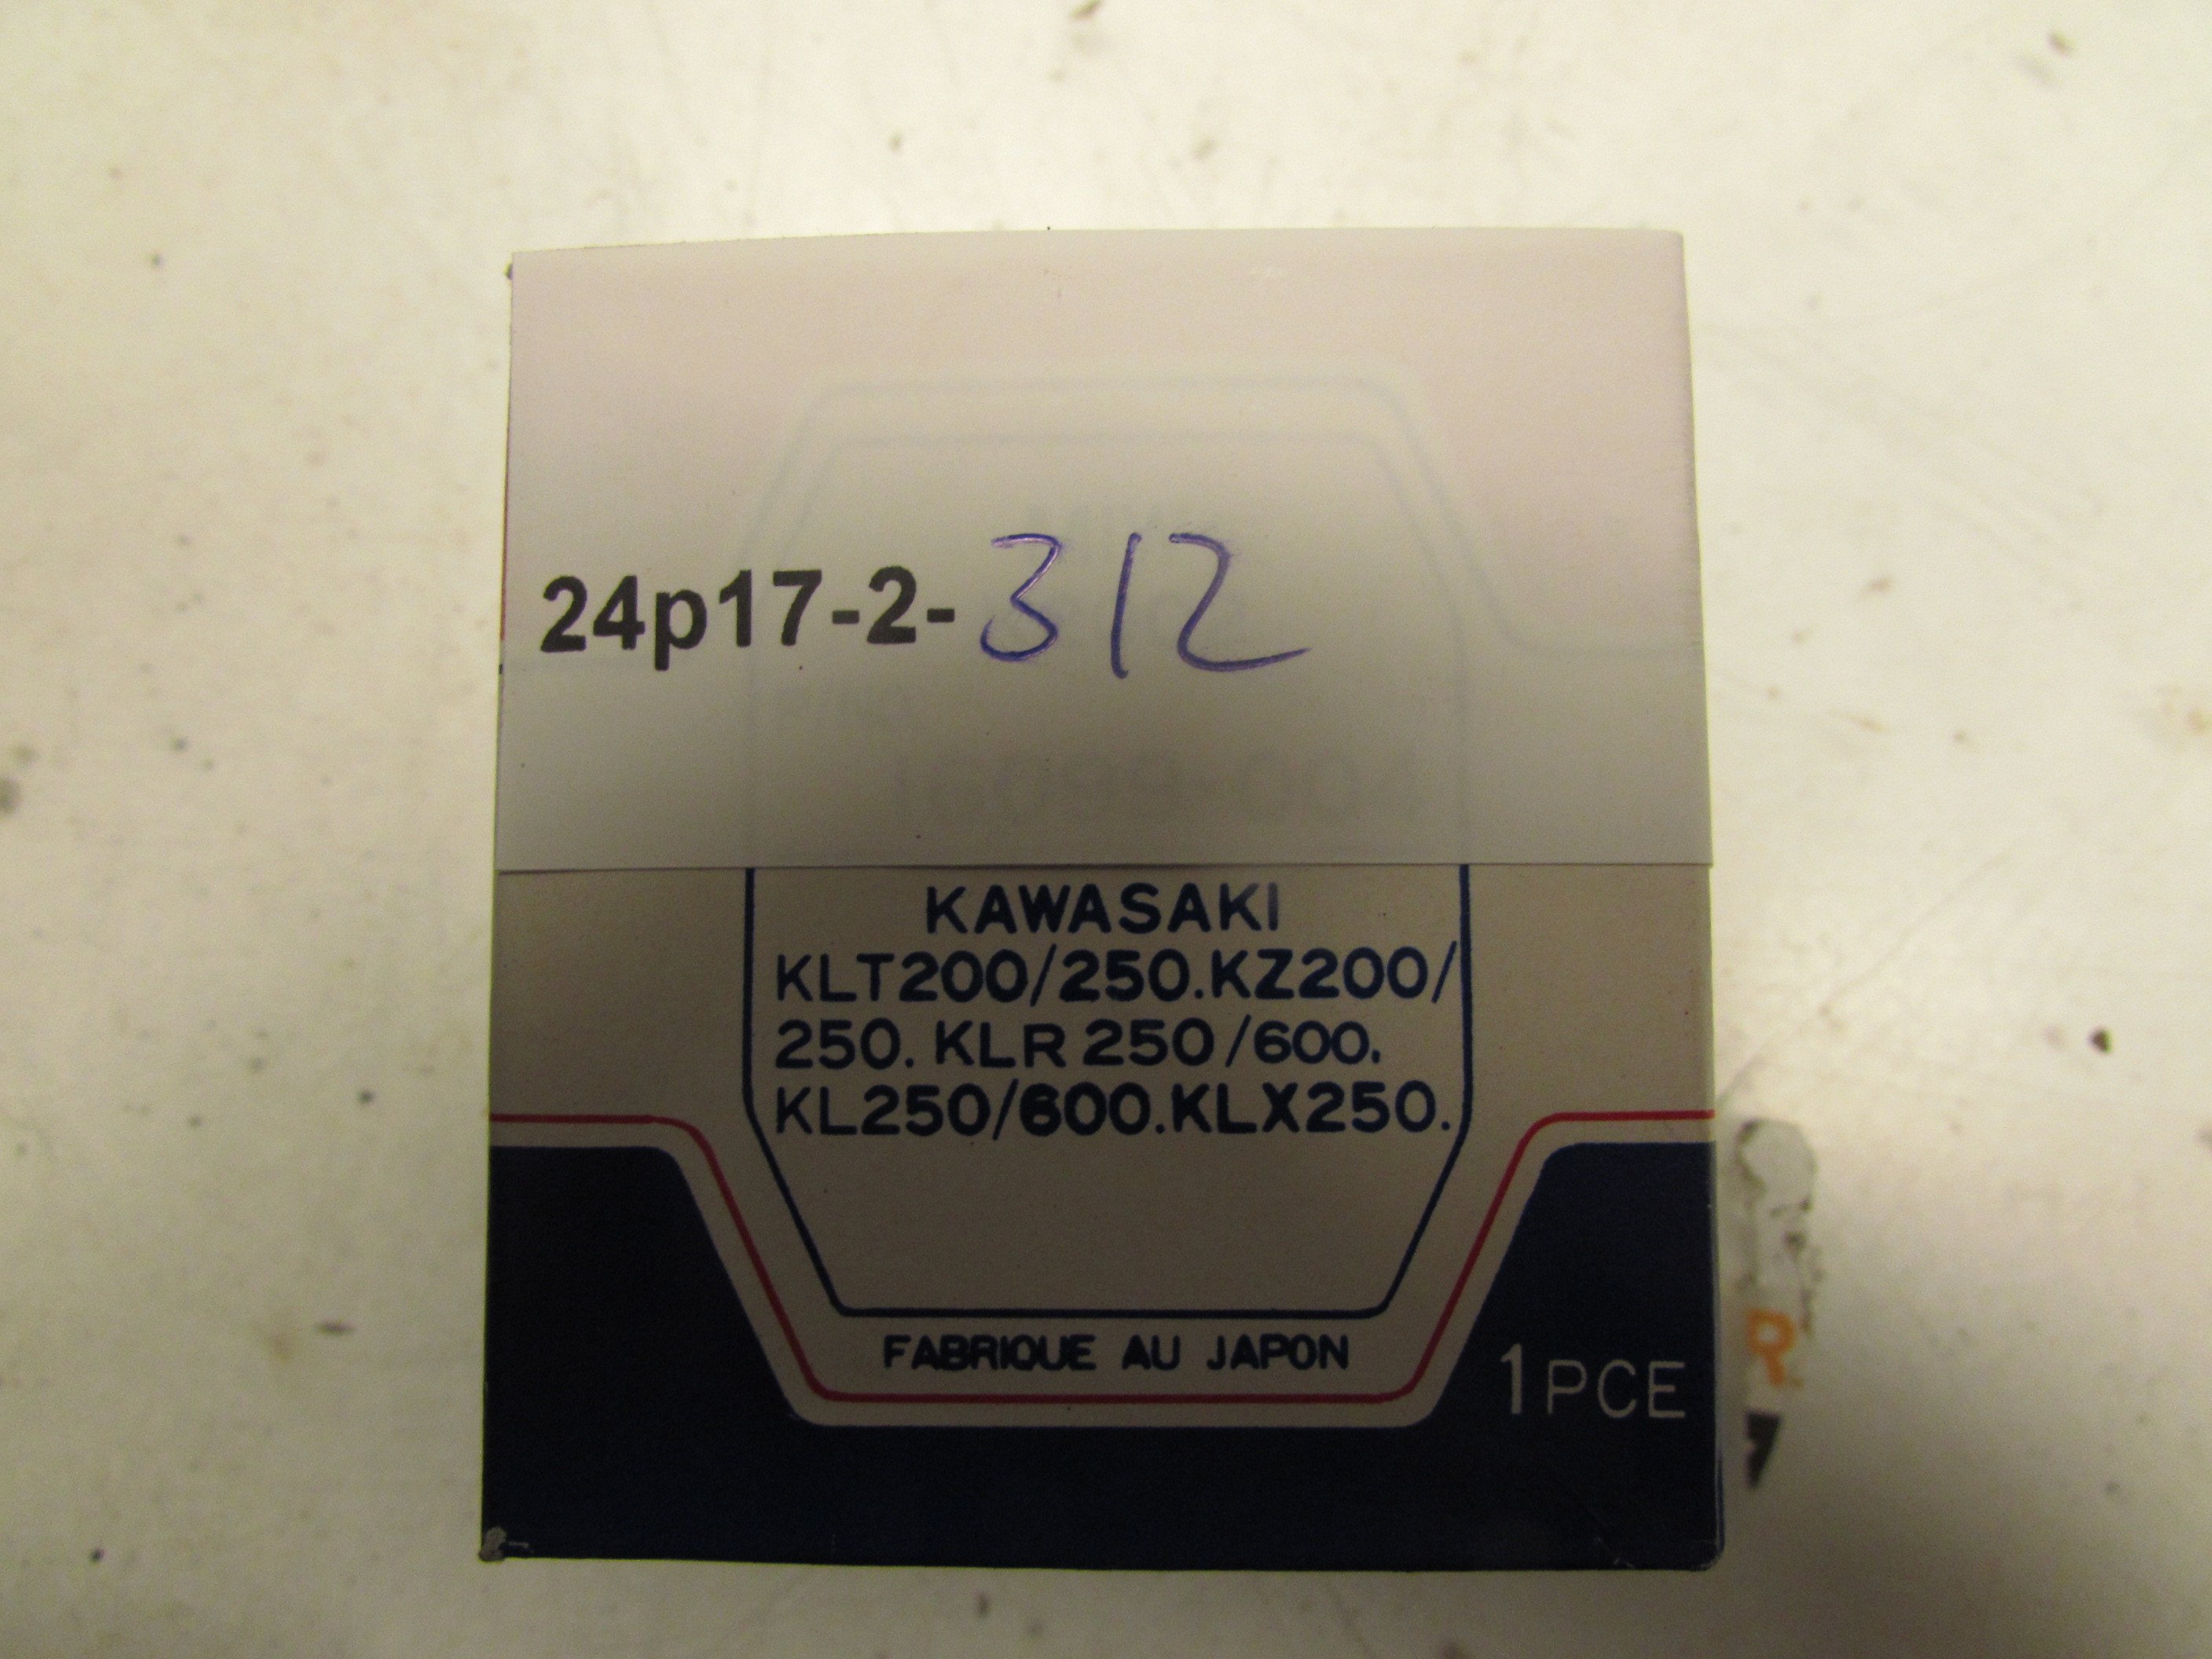 24p17-2-312
KAWASAKI
KLT200/250.KZ200/
250. KLR 250/600.
KL250/600.KLX250.
FABRIQUE AU JAPON
1PCE
R